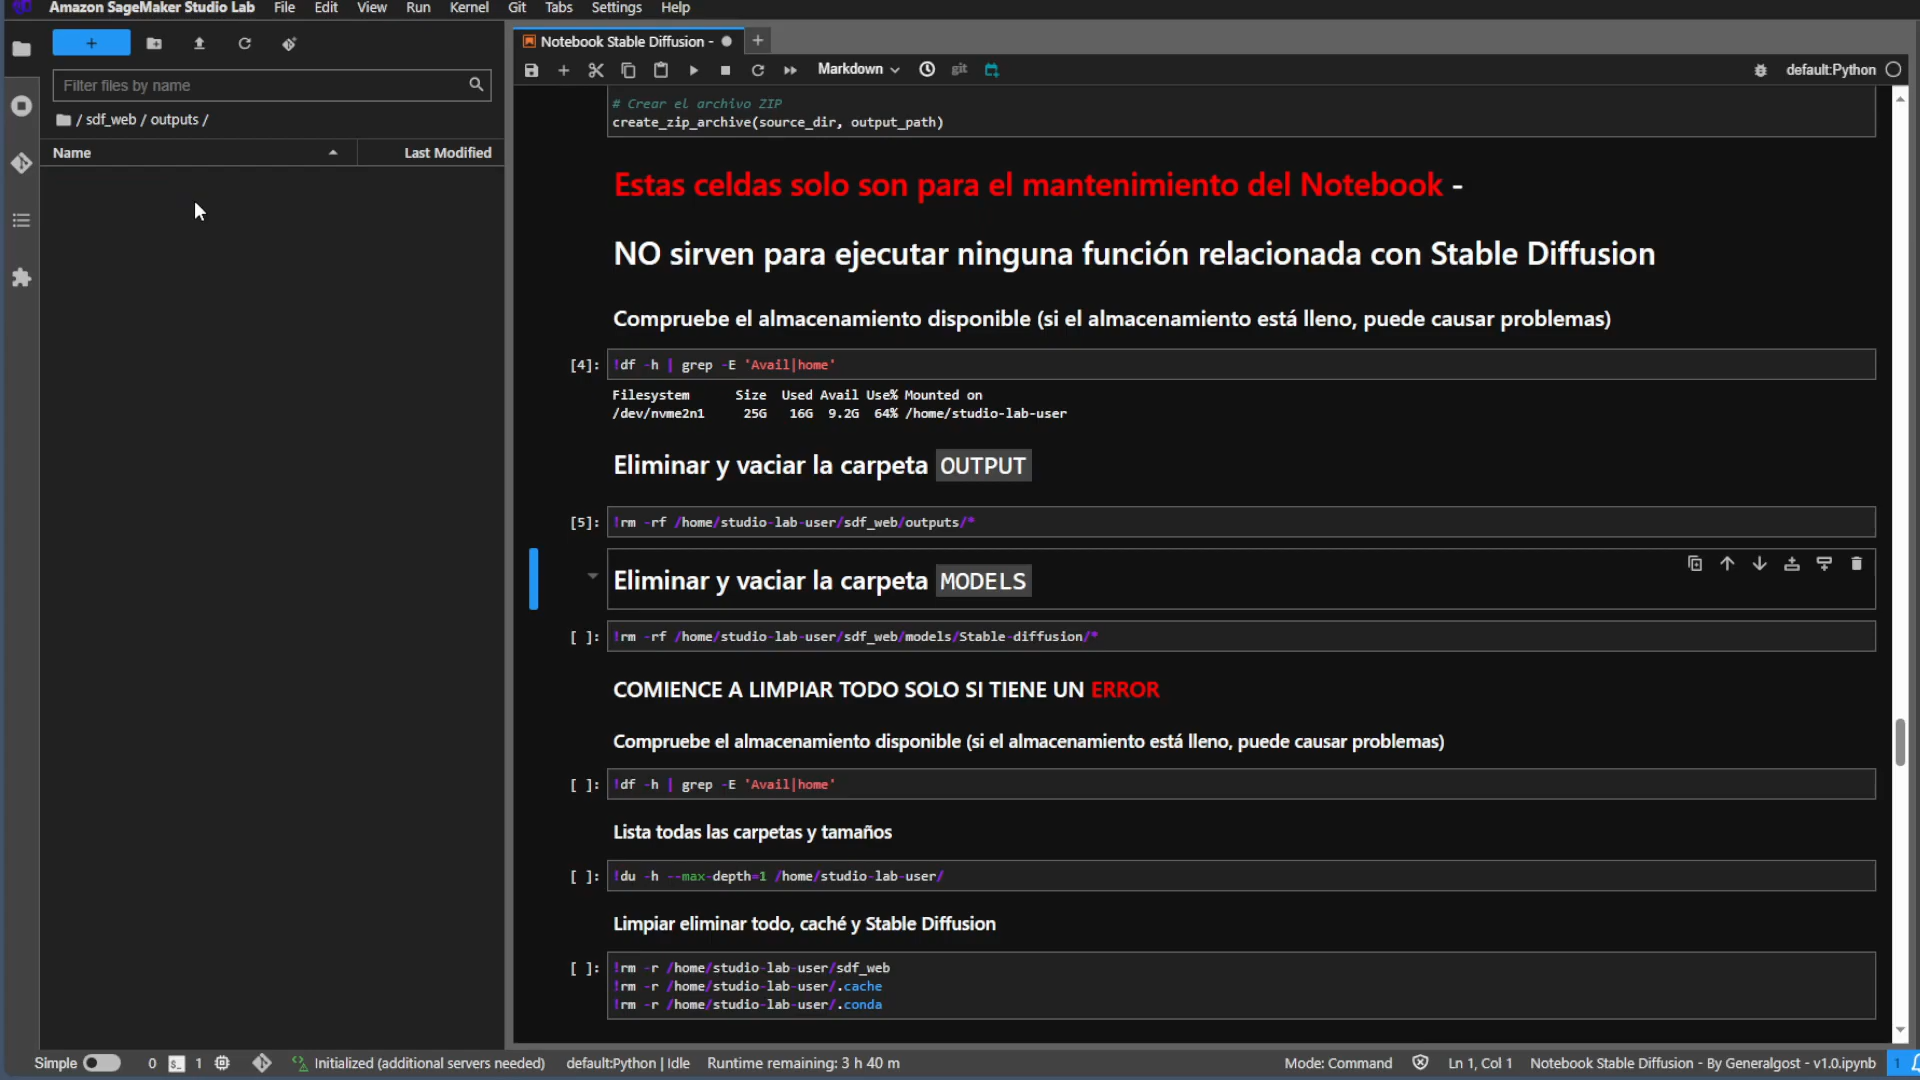 Amazon SageMaker Studio Lab File Edit View Run Kernel Git Tabs Settings Help
+
Filter files by name
/ sdf_web / outputs /
Name Last Modified
Notebook Stable Diffusion -
Markdown git default:Python
# Crear el archivo ZIP
create_zip_archive(source_dir, output_path)
Estas celdas solo son para el mantenimiento del Notebook -
NO sirven para ejecutar ninguna función relacionada con Stable Diffusion
Compruebe el almacenamiento disponible (si el almacenamiento está lleno, puede causar problemas)
[4]: !df -h | grep -E 'Avail|home'
Filesystem Size Used Avail Use% Mounted on
/dev/nvme2n1 25G 16G 9.2G 64% /home/studio-lab-user
Eliminar y vaciar la carpeta OUTPUT
[5]: !rm -rf /home/studio-lab-user/sdf_web/outputs/*
Eliminar y vaciar la carpeta MODELS
[ ]: !rm -rf /home/studio-lab-user/sdf_web/models/Stable-diffusion/*
COMIENCE A LIMPIAR TODO SOLO SI TIENE UN ERROR
Compruebe el almacenamiento disponible (si el almacenamiento está lleno, puede causar problemas)
[ ]: !df -h | grep -E 'Avail|home'
Lista todas las carpetas y tamaños
[ ]: !du -h --max-depth=1 /home/studio-lab-user/
Limpiar eliminar todo, caché y Stable Diffusion
[ ]: !rm -r /home/studio-lab-user/sdf_web
!rm -r /home/studio-lab-user/.cache
!rm -r /home/studio-lab-user/.conda
Simple 0 1 Initialized (additional servers needed) default:Python | Idle Runtime remaining: 3 h 40 m Mode: Command Ln 1, Col 1 Notebook Stable Diffusion - By Generalgost - v1.0.ipynb 1